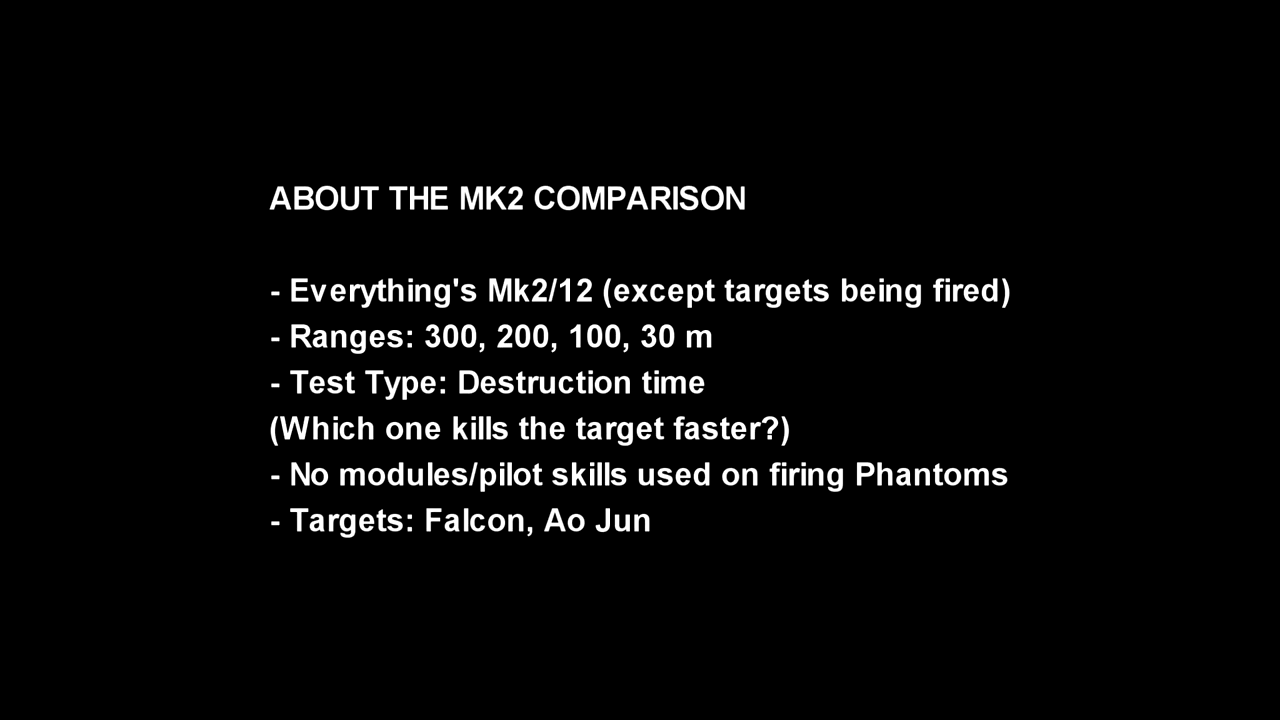 ABOUT THE MK2 COMPARISON
- Everything's Mk2/12 (except targets being fired)
- Ranges: 300, 200, 100, 30 m
- Test Type: Destruction time
(Which one kills the target faster?)
- No modules/pilot skills used on firing Phantoms
- Targets: Falcon, Ao Jun